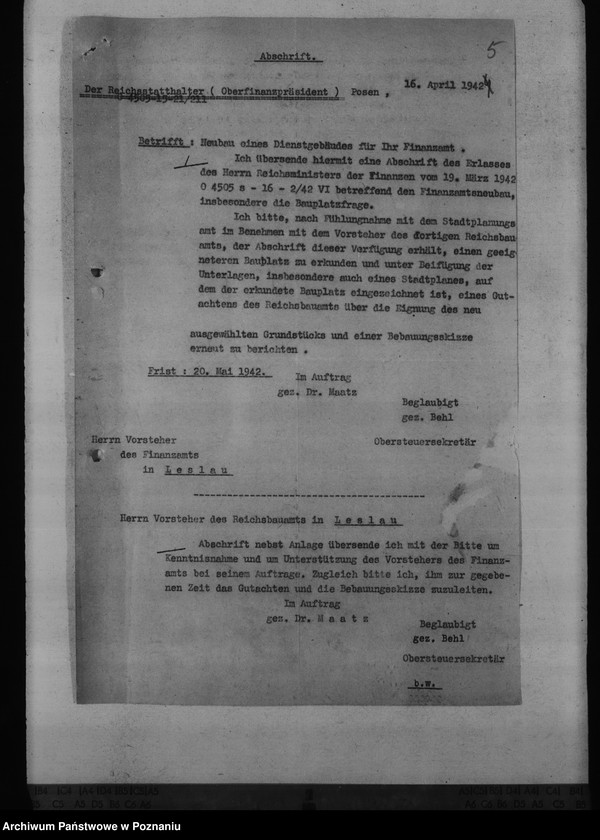 5
Abschrift.
Der Reichsstatthalter ( Oberfinanzpräsident ) Posen , 16. April 1942
4505-15-21/211
Betrifft : Neubau eines Dienstgebäudes für Ihr Finanzamt .
Ich übersende hiermit eine Abschrift des Erlasses
des Herrn Reichsministers der Finanzen vom 19. März 1942
O 4505 s - 16 - 2/42 VI betreffend den Finanzamtsneubau,
insbesondere die Bauplatzfrage.
Ich bitte, nach Fühlungnahme mit dem Stadtplanungs
amt im Benehmen mit dem Vorsteher des dortigen Reichsbau
amts, der Abschrift dieser Verfügung erhält, einen geeig
neteren Bauplatz zu erkunden und unter Beifügung der
Unterlagen, insbesondere auch eines Stadtplanes, auf
dem der erkundete Bauplatz eingezeichnet ist, eines Gut-
achtens des Reichsbauamts über die Eignung des neu
ausgewählten Grundstücks und einer Bebauungsskizze
erneut zu berichten .
Frist : 20. Mai 1942.
Im Auftrag
gez. Dr. Maatz
Beglaubigt
gez. Behl
Herrn Vorsteher Obersteuersekretär
des Finanzamts
in L e s l a u
--------------------------------------
Herrn Vorsteher des Reichsbauamts in L e s l a u
Abschrift nebst Anlage übersende ich mit der Bitte um
Kenntnisnahme und um Unterstützung des Vorstehers des Finanz-
amts bei seinem Auftrage. Zugleich bitte ich, ihm zur gegebe-
nen Zeit das Gutachten und die Bebauungsskizze zuzuleiten.
Im Auftrag
gez. Dr. M a a t z
Beglaubigt
gez. Behl
Obersteuersekretär
b.w.
Archiwum Państwowe w Poznaniu